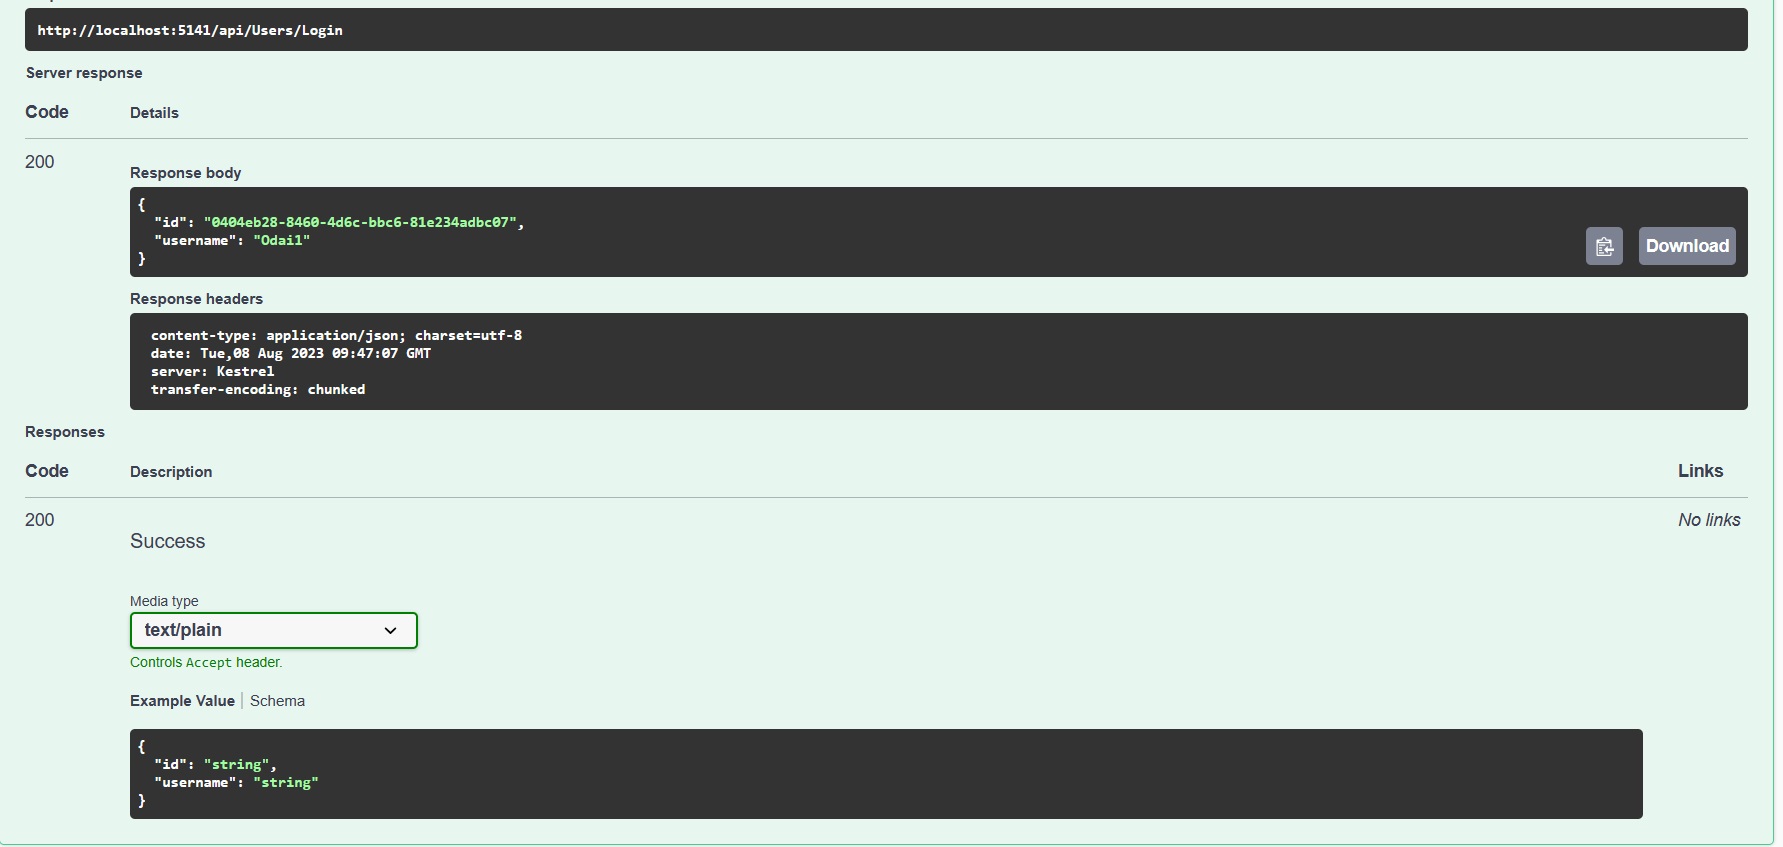 http://localhost:5141/api/Users/Login
Server response
Code Details
200
Response body
{
"id": "0404eb28-8460-4d6c-bbc6-81e234adbc07",
"username": "Odai1"
}
Download
Response headers
content-type: application/json; charset=utf-8
date: Tue,08 Aug 2023 09:47:07 GMT
server: Kestrel
transfer-encoding: chunked
Responses
Code Description Links
200 No links
Success
Media type
text/plain
Controls Accept header.
Example Value Schema
{
"id": "string",
"username": "string"
}